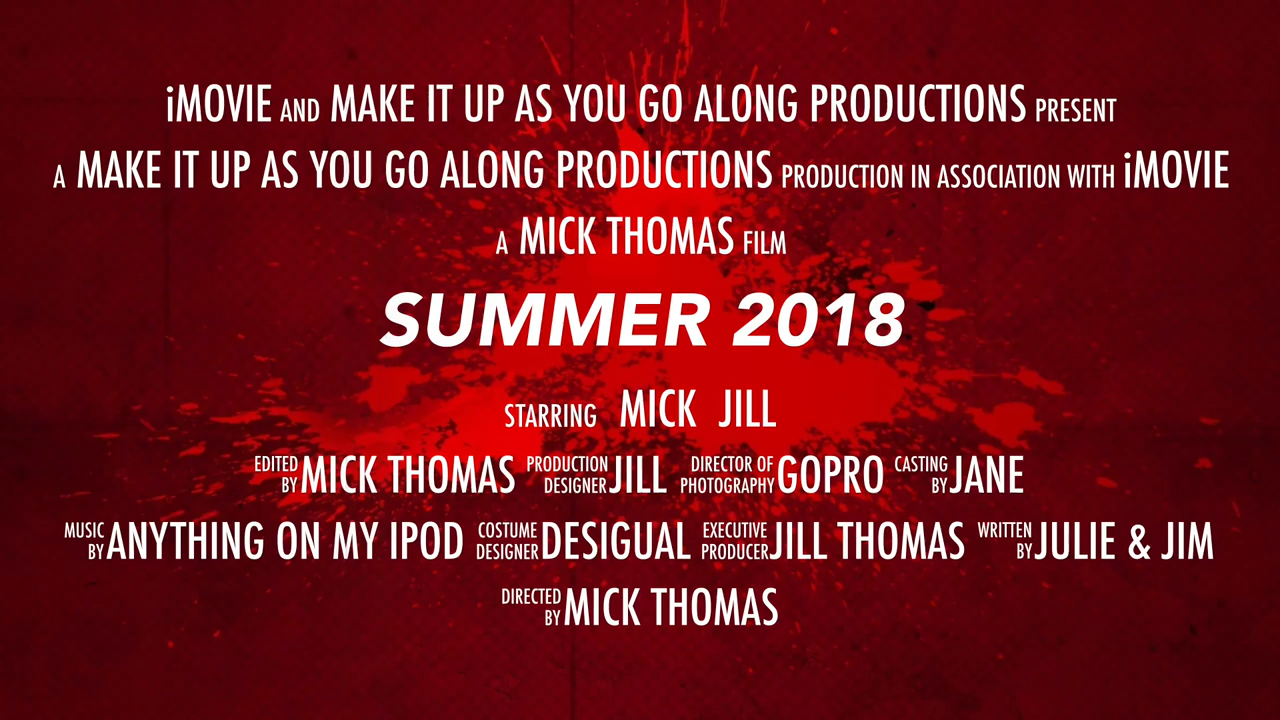 iMOVIE AND MAKE IT UP AS YOU GO ALONG PRODUCTIONS PRESENT
A MAKE IT UP AS YOU GO ALONG PRODUCTIONS PRODUCTION IN ASSOCIATION WITH iMOVIE
A MICK THOMAS FILM
SUMMER 2018
STARRING MICK JILL
EDITED BY MICK THOMAS PRODUCTION DESIGNER JILL DIRECTOR OF PHOTOGRAPHY GOPRO CASTING BY JANE
MUSIC BY ANYTHING ON MY IPOD COSTUME DESIGNER DESIGUAL EXECUTIVE PRODUCER JILL THOMAS WRITTEN BY JULIE & JIM
DIRECTED BY MICK THOMAS